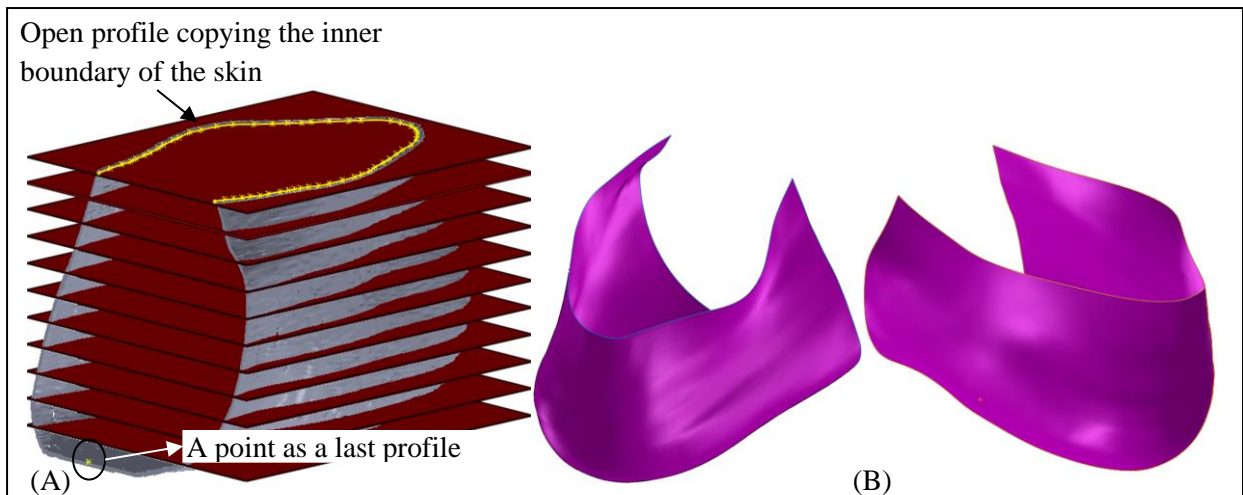 Open profile copying the inner
boundary of the skin
A point as a last profile
(A)
(B)